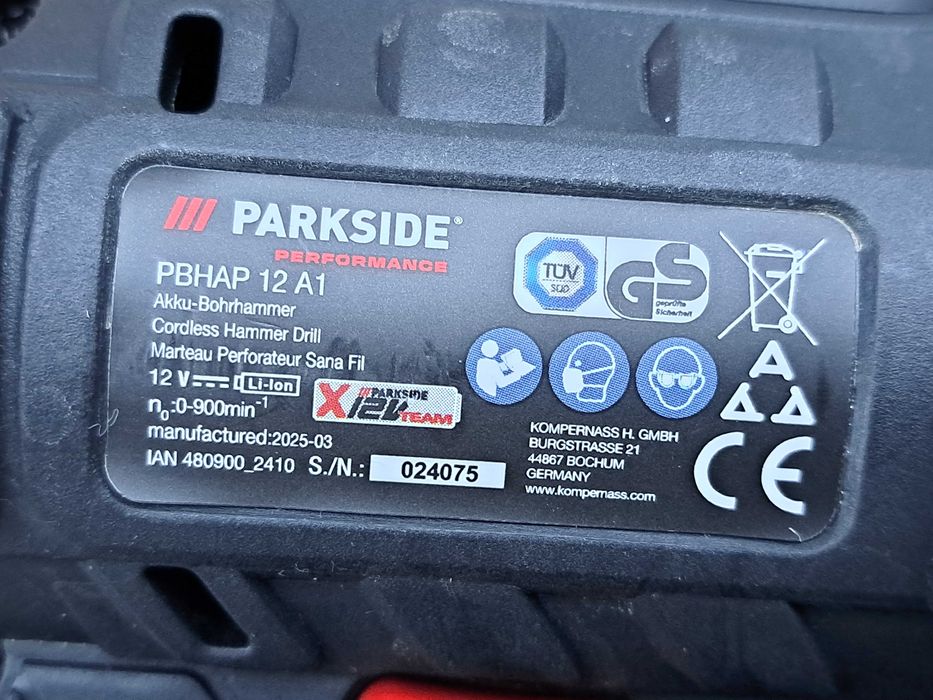 PARKSIDE®
PERFORMANCE
PBHAP 12 A1
Akku-Bohrhammer
Cordless Hammer Drill
Marteau Perforateur Sana Fil
12 V Li-Ion
n₀:0-900min⁻¹
manufactured:2025-03
IAN 480900_2410 S./N.: 024075
X12V PARKSIDE TEAM
TÜV
SÜD
GS
geprüfte
Sicherheit
KOMPERNASS H. GMBH
BURGSTRASSE 21
44867 BOCHUM
GERMANY
www.kompernass.com
CE